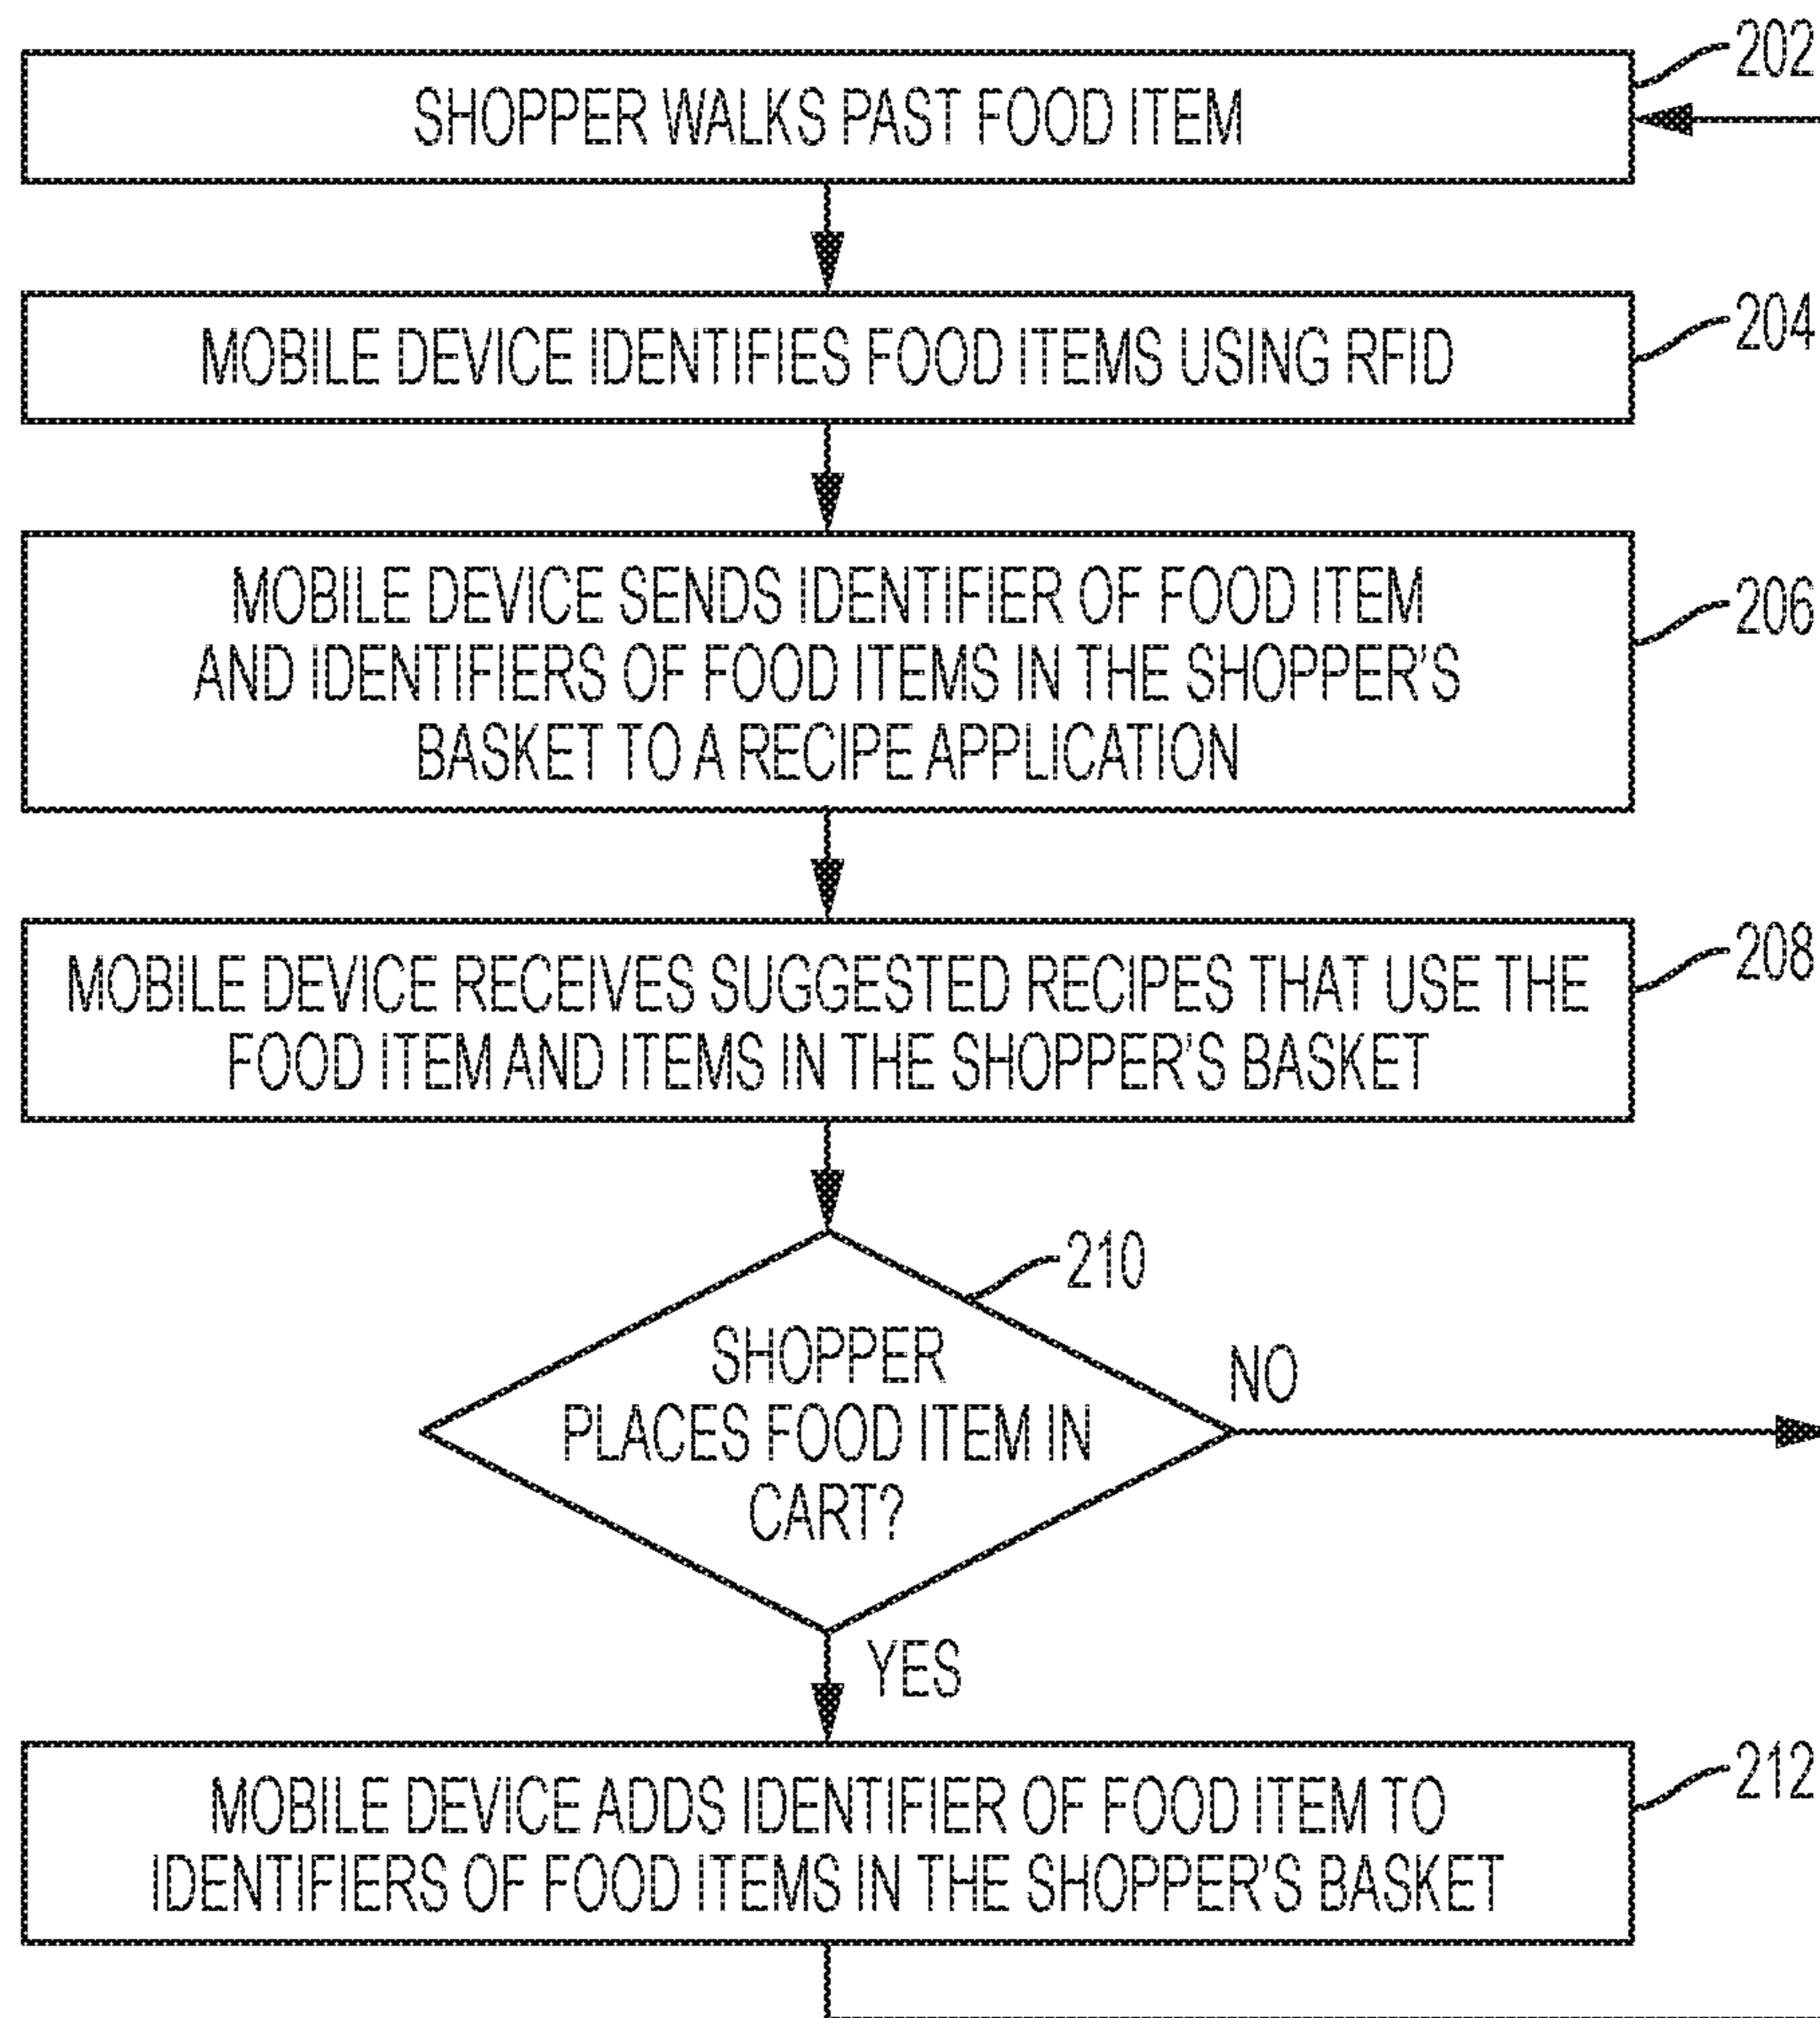 202
SHOPPER WALKS PAST FOOD ITEM
204
MOBILE DEVICE IDENTIFIES FOOD ITEMS USING RFID
206
MOBILE DEVICE SENDS IDENTIFIER OF FOOD ITEM
AND IDENTIFIERS OF FOOD ITEMS IN THE SHOPPER'S
BASKET TO A RECIPE APPLICATION
208
MOBILE DEVICE RECEIVES SUGGESTED RECIPES THAT USE THE
FOOD ITEM AND ITEMS IN THE SHOPPER'S BASKET
210
SHOPPER
PLACES FOOD ITEM IN
CART?
NO
YES
212
MOBILE DEVICE ADDS IDENTIFIER OF FOOD ITEM TO
IDENTIFIERS OF FOOD ITEMS IN THE SHOPPER'S BASKET